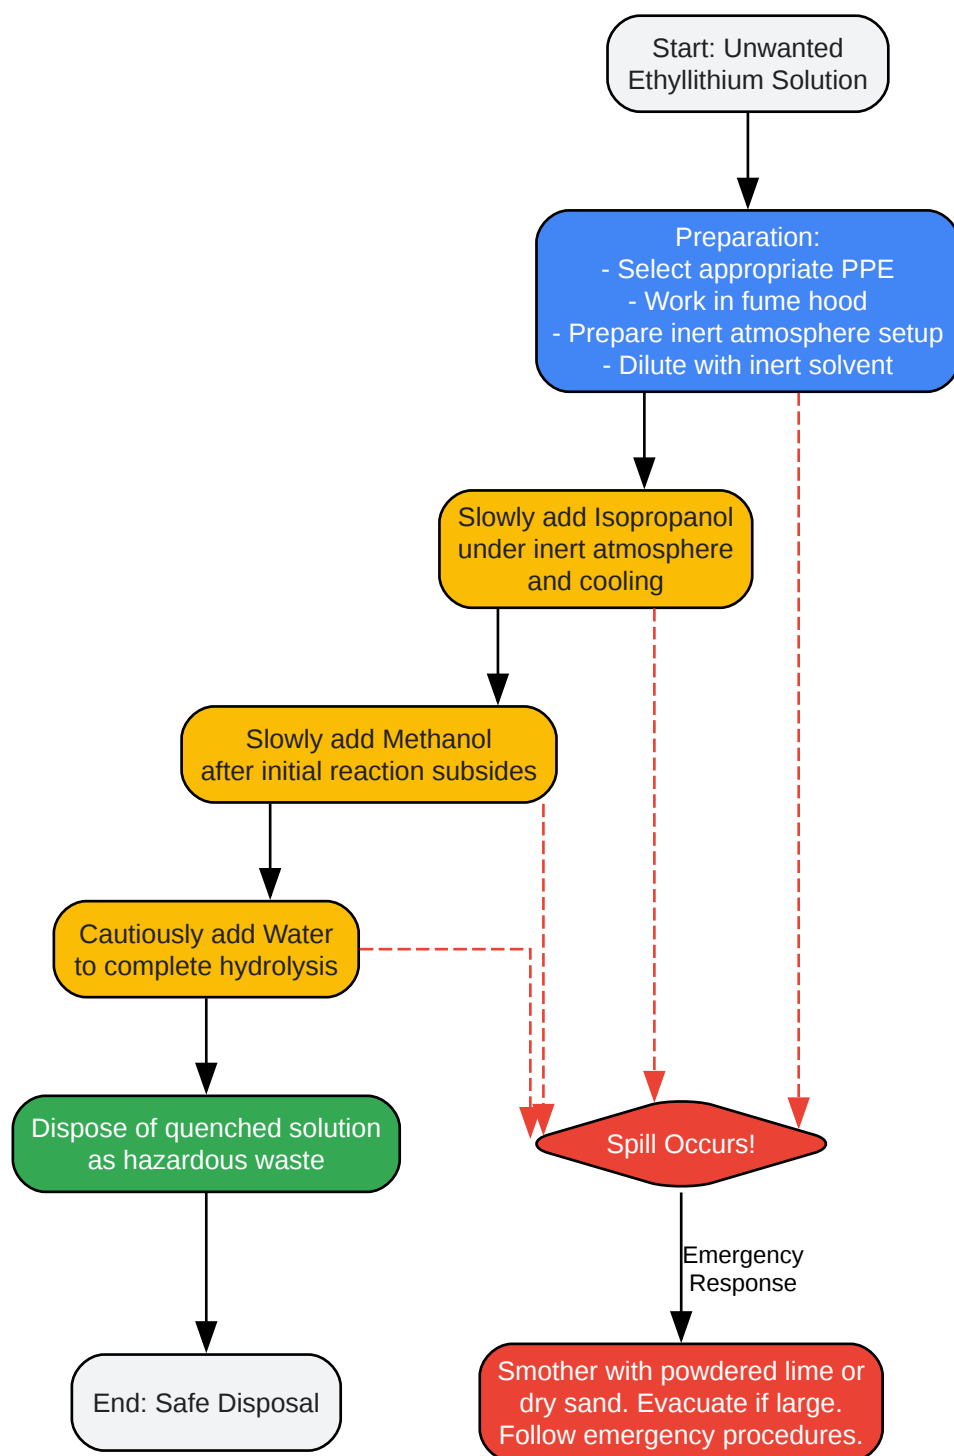 Start: Unwanted
Ethyllithium Solution
Preparation:
- Select appropriate PPE
- Work in fume hood
- Prepare inert atmosphere setup
- Dilute with inert solvent
Slowly add Isopropanol
under inert atmosphere
and cooling
Slowly add Methanol
after initial reaction subsides
Cautiously add Water
to complete hydrolysis
Dispose of quenched solution
as hazardous waste
Spill Occurs!
Emergency
Response
End: Safe Disposal
Smother with powdered lime or
dry sand. Evacuate if large.
Follow emergency procedures.